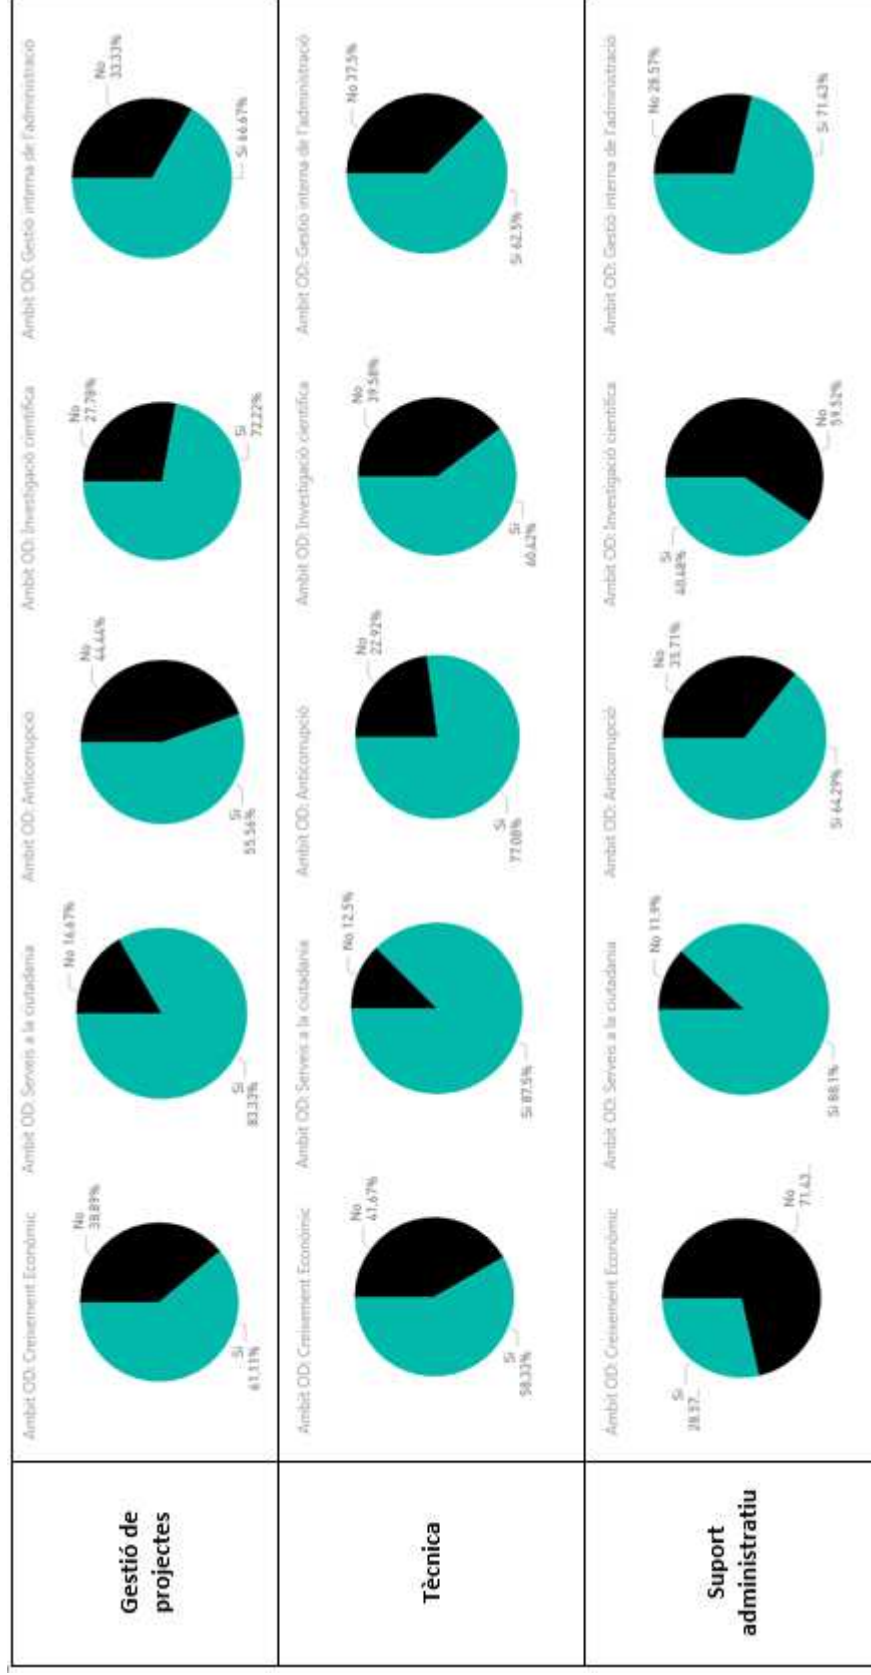 Gestió de
projectes
Àmbit OD: Creixement Econòmic
No
38.89%
Sí
61.11%
Àmbit OD: Serveis a la ciutadania
No 16.67%
Sí
83.33%
Àmbit OD: Anticorrupció
No
44.44%
Sí
55.56%
Àmbit OD: Investigació científica
No
27.78%
Sí
72.22%
Àmbit OD: Gestió interna de l'administració
No
33.33%
Sí 66.67%
Tècnica
Àmbit OD: Creixement Econòmic
No
41.67%
Sí
58.33%
Àmbit OD: Serveis a la ciutadania
No 12.5%
Sí 87.5%
Àmbit OD: Anticorrupció
No
22.92%
Sí
77.08%
Àmbit OD: Investigació científica
No
39.58%
Sí
60.42%
Àmbit OD: Gestió interna de l'administració
No 37.5%
Sí 62.5%
Suport
administratiu
Àmbit OD: Creixement Econòmic
Sí
28.57...
No
71.43...
Àmbit OD: Serveis a la ciutadania
No 11.9%
Sí 88.1%
Àmbit OD: Anticorrupció
No
35.71%
Sí 64.29%
Àmbit OD: Investigació científica
Sí
40.48%
No
59.52%
Àmbit OD: Gestió interna de l'administració
No 28.57%
Sí 71.43%